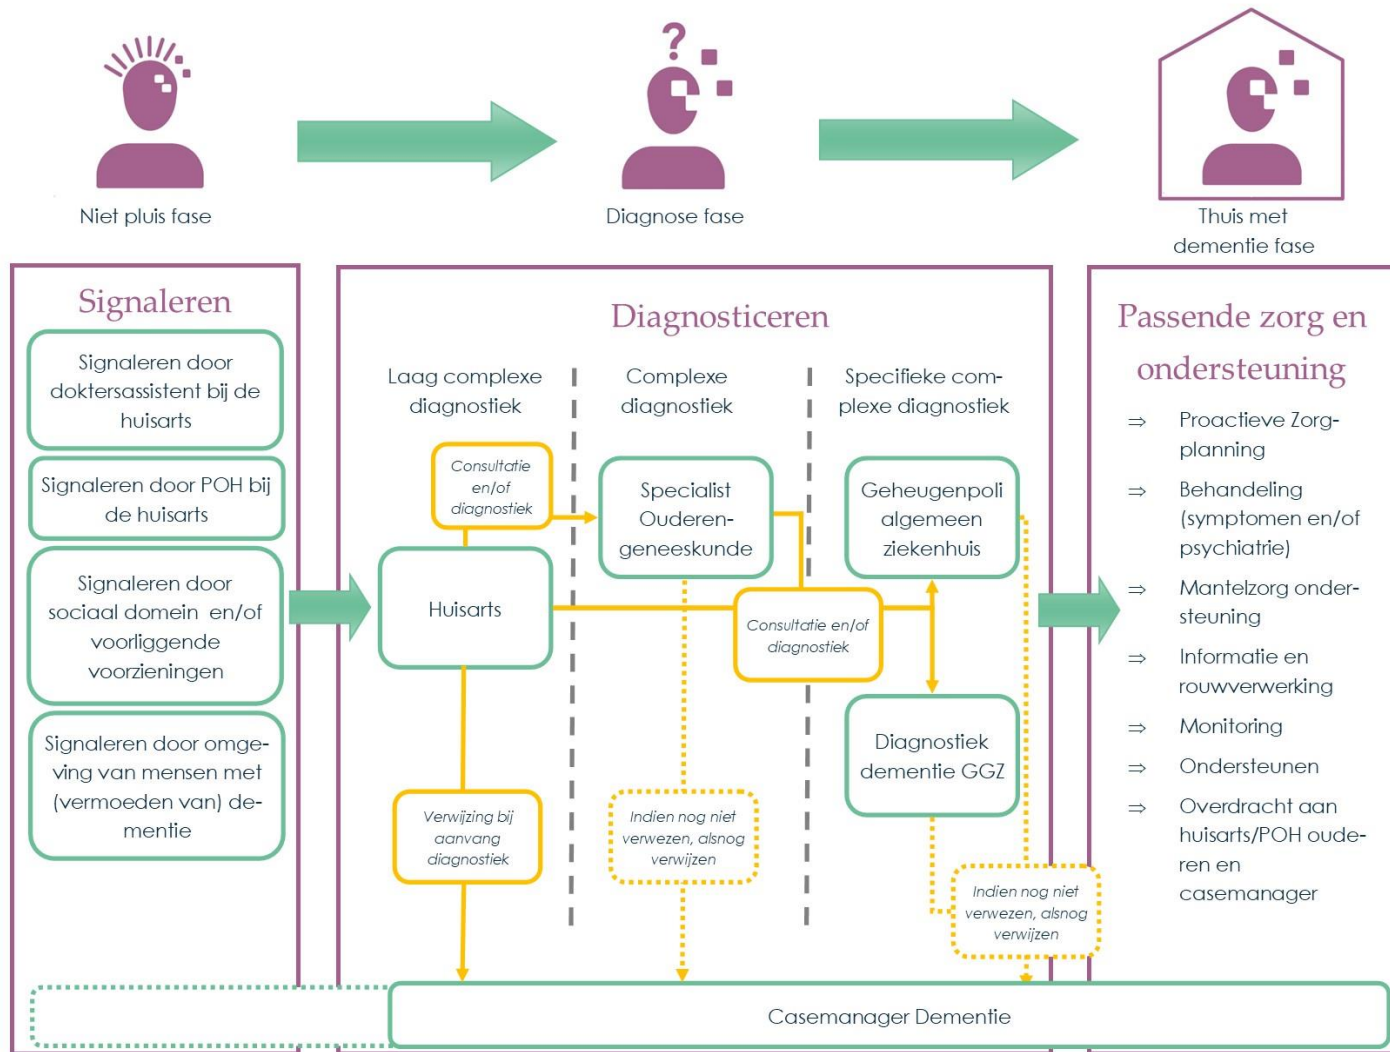 ?
Niet pluis fase
Diagnose fase
Thuis met
dementie fase
Signaleren
Signaleren door
doktersassistent bij de
huisarts
Signaleren door POH bij
de huisarts
Signaleren door
sociaal domein en/of
voorliggende
voorzieningen
Signaleren door omge-
ving van mensen met
(vermoeden van) de-
mentie
Diagnosticeren
Laag complexe
diagnostiek
Complexe
diagnostiek
Specifieke com-
plexe diagnostiek
Consultatie
en/of
diagnostiek
Specialist
Ouderen-
geneeskunde
Geheugenpoli
algemeen
ziekenhuis
Huisarts
Consultatie en/of
diagnostiek
Diagnostiek
dementie GGZ
Verwijzing bij
aanvang
diagnostiek
Indien nog niet
verwezen, alsnog
verwijzen
Indien nog niet
verwezen, alsnog
verwijzen
Passende zorg en
ondersteuning
⇒ Proactieve Zorg-
planning
⇒ Behandeling
(symptomen en/of
psychiatrie)
⇒ Mantelzorg onder-
steuning
⇒ Informatie en
rouwverwerking
⇒ Monitoring
⇒ Ondersteunen
⇒ Overdracht aan
huisarts/POH oude-
ren en
casemanager
Casemanager Dementie